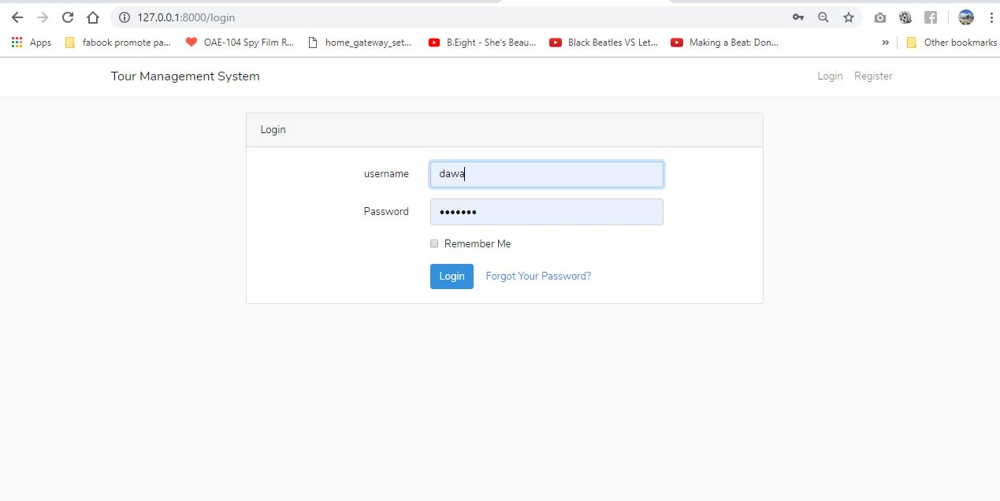 127.0.0.1:8000/login
Apps fabook promote pa... OAE-104 Spy Film R... home_gateway_set... B.Eight - She's Beau... Black Beatles VS Let... Making a Beat: Don... » Other bookmarks
Tour Management System Login Register
Login
username dawa
Password •••••••
Remember Me
Login Forgot Your Password?